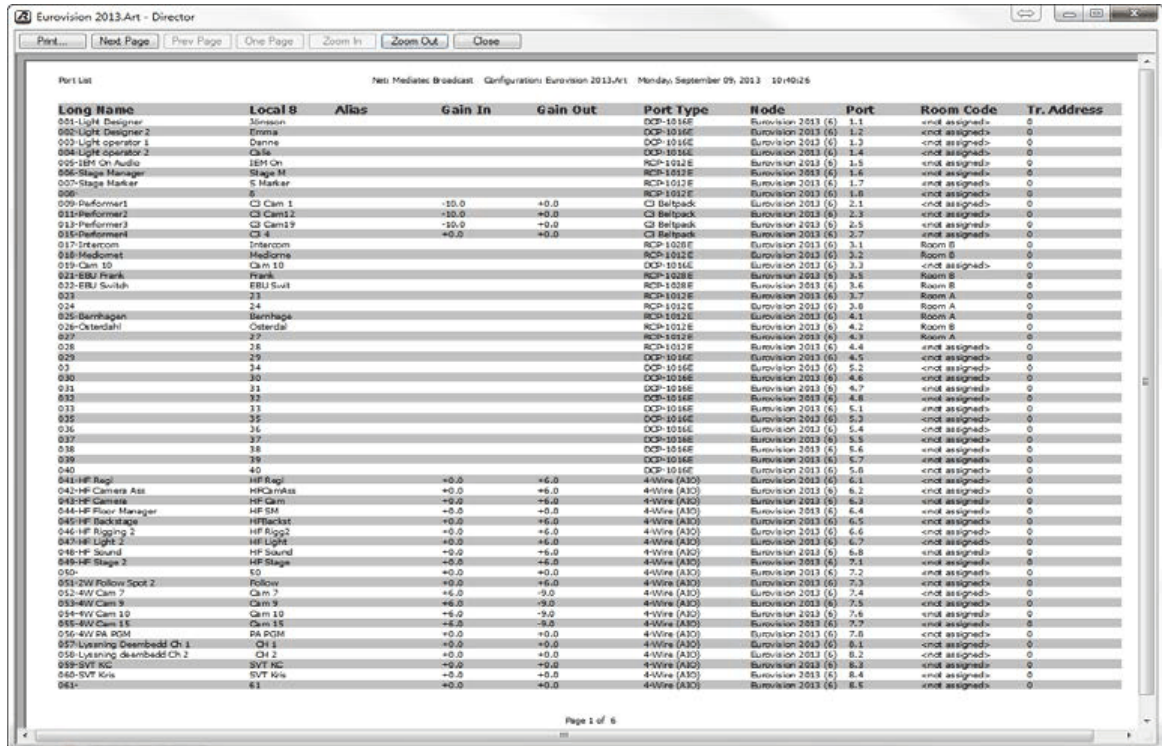 Eurovision 2013.Art - Director
Print... Next Page Prev Page One Page Zoom In Zoom Out Close
Port List Net: Mediatec Broadcast Configuration: Eurovision 2013.Art Monday, September 09, 2013 10:40:26
Long Name Local 8 Alias Gain In Gain Out Port Type Node Port Room Code Tr. Address
001-Light Designer Jönsson DCP-1016E Eurovision 2013 (6) 1.1 <not assigned> 0
002-Light Designer 2 Emma DCP-1016E Eurovision 2013 (6) 1.2 <not assigned> 0
003-Light operator 1 Danne DCP-1016E Eurovision 2013 (6) 1.3 <not assigned> 0
004-Light operator 2 DCP-1016E Eurovision 2013 (6) 1.4 <not assigned> 0
005-IEM On Audio IEM On RCP-1012E Eurovision 2013 (6) 1.5 <not assigned> 0
006-Stage Manager Stage M RCP-1012E Eurovision 2013 (6) 1.6 <not assigned> 0
007-Stage Marker S Marker RCP-1012E Eurovision 2013 (6) 1.7 <not assigned> 0
008- 8 RCP-1012E Eurovision 2013 (6) 1.8 <not assigned> 0
009-Performer1 C3 Cam 1 -10.0 +0.0 C3 Beltpack Eurovision 2013 (6) 2.1 <not assigned> 0
011-Performer2 C3 Cam12 -10.0 +0.0 C3 Beltpack Eurovision 2013 (6) 2.3 <not assigned> 0
013-Performer3 C3 Cam19 -10.0 +0.0 C3 Beltpack Eurovision 2013 (6) 2.5 <not assigned> 0
015-Performer4 C3 4 +0.0 +0.0 C3 Beltpack Eurovision 2013 (6) 2.7 <not assigned> 0
017-Intercom Intercom RCP-1028E Eurovision 2013 (6) 3.1 Room B 0
018-Mediornet Mediorne RCP-1012E Eurovision 2013 (6) 3.2 Room B 0
019-Cam 10 Cam 10 DCP-1016E Eurovision 2013 (6) 3.3 <not assigned> 0
021-EBU Frank Frank RCP-1028E Eurovision 2013 (6) 3.5 Room B 0
022-EBU Switch EBU Swit RCP-1028E Eurovision 2013 (6) 3.6 Room B 0
023 23 RCP-1012E Eurovision 2013 (6) 3.7 Room A 0
024 24 RCP-1012E Eurovision 2013 (6) 3.8 Room A 0
025-Bernhagen Bernhage RCP-1012E Eurovision 2013 (6) 4.1 Room A 0
026-Osterdahl Osterdal RCP-1012E Eurovision 2013 (6) 4.2 Room B 0
027 27 RCP-1012E Eurovision 2013 (6) 4.3 Room A 0
028 28 RCP-1012E Eurovision 2013 (6) 4.4 <not assigned> 0
029 29 DCP-1016E Eurovision 2013 (6) 4.5 <not assigned> 0
03 34 DCP-1016E Eurovision 2013 (6) 5.2 <not assigned> 0
030 30 DCP-1016E Eurovision 2013 (6) 4.6 <not assigned> 0
031 31 DCP-1016E Eurovision 2013 (6) 4.7 <not assigned> 0
032 32 DCP-1016E Eurovision 2013 (6) 4.8 <not assigned> 0
033 33 DCP-1016E Eurovision 2013 (6) 5.1 <not assigned> 0
035 35 DCP-1016E Eurovision 2013 (6) 5.3 <not assigned> 0
036 36 DCP-1016E Eurovision 2013 (6) 5.4 <not assigned> 0
037 37 DCP-1016E Eurovision 2013 (6) 5.5 <not assigned> 0
038 38 DCP-1016E Eurovision 2013 (6) 5.6 <not assigned> 0
039 39 DCP-1016E Eurovision 2013 (6) 5.7 <not assigned> 0
040 40 DCP-1016E Eurovision 2013 (6) 5.8 <not assigned> 0
041-HF Regi HF Regi +0.0 +6.0 4-Wire (AIO) Eurovision 2013 (6) 6.1 <not assigned> 0
042-HF Camera Ass HFCamAss +0.0 +6.0 4-Wire (AIO) Eurovision 2013 (6) 6.2 <not assigned> 0
043-HF Camera HF Cam +0.0 +6.0 4-Wire (AIO) Eurovision 2013 (6) 6.3 <not assigned> 0
044-HF Floor Manager HF SM +0.0 +6.0 4-Wire (AIO) Eurovision 2013 (6) 6.4 <not assigned> 0
045-HF Backstage HFBackst +0.0 +6.0 4-Wire (AIO) Eurovision 2013 (6) 6.5 <not assigned> 0
046-HF Rigging 2 HF Rigg2 +0.0 +6.0 4-Wire (AIO) Eurovision 2013 (6) 6.6 <not assigned> 0
047-HF Light 2 HF Light +0.0 +6.0 4-Wire (AIO) Eurovision 2013 (6) 6.7 <not assigned> 0
048-HF Sound HF Sound +0.0 +6.0 4-Wire (AIO) Eurovision 2013 (6) 6.8 <not assigned> 0
049-HF Stage 2 HF Stage +0.0 +6.0 4-Wire (AIO) Eurovision 2013 (6) 7.1 <not assigned> 0
050- 50 +0.0 +0.0 4-Wire (AIO) Eurovision 2013 (6) 7.2 <not assigned> 0
051-2W Follow Spot 2 Follow +0.0 +6.0 4-Wire (AIO) Eurovision 2013 (6) 7.3 <not assigned> 0
052-4W Cam 7 Cam 7 +6.0 -9.0 4-Wire (AIO) Eurovision 2013 (6) 7.4 <not assigned> 0
053-4W Cam 9 Cam 9 +6.0 -9.0 4-Wire (AIO) Eurovision 2013 (6) 7.5 <not assigned> 0
054-4W Cam 10 Cam 10 +6.0 -9.0 4-Wire (AIO) Eurovision 2013 (6) 7.6 <not assigned> 0
055-4W Cam 15 Cam 15 +6.0 -9.0 4-Wire (AIO) Eurovision 2013 (6) 7.7 <not assigned> 0
056-4W PA PGM PA PGM +0.0 +0.0 4-Wire (AIO) Eurovision 2013 (6) 7.8 <not assigned> 0
057-Lyssning Deembedd Ch 1 CH 1 +0.0 +0.0 4-Wire (AIO) Eurovision 2013 (6) 8.1 <not assigned> 0
058-Lyssning deembedd Ch 2 CH 2 +0.0 +0.0 4-Wire (AIO) Eurovision 2013 (6) 8.2 <not assigned> 0
059-SVT KC SVT KC +0.0 +0.0 4-Wire (AIO) Eurovision 2013 (6) 8.3 <not assigned> 0
060-SVT Kris SVT Kris +0.0 +0.0 4-Wire (AIO) Eurovision 2013 (6) 8.4 <not assigned> 0
061- 61 +0.0 +0.0 4-Wire (AIO) Eurovision 2013 (6) 8.5 <not assigned> 0
Page 1 of 6